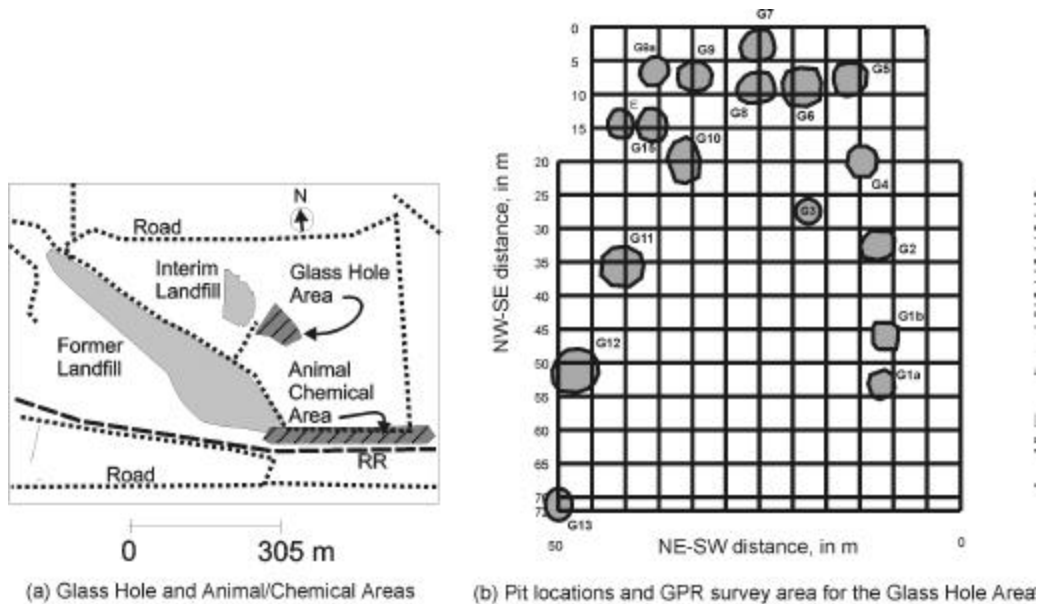 N
Road
Interim
Landfill
Glass Hole
Area
Former
Landfill
Animal
Chemical
Area
RR
Road
0 305 m
(a) Glass Hole and Animal/Chemical Areas
G7
0
G9a G9
5
G5
10
E
G8 G6
15
G15 G10
20
G4
25
G3
30
G11
G2
35
40
45
G1b
G12
50
G1a
55
60
65
70
G13
50 NE-SW distance, in m 0
NW-SE distance, in m
(b) Pit locations and GPR survey area for the Glass Hole Area